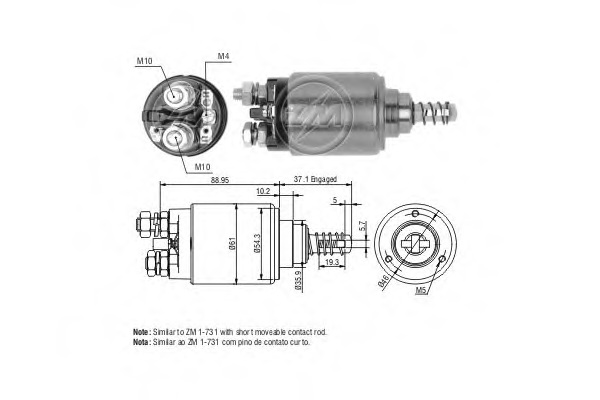 M10
M4
ZM
M10
88.95
37.1 Engaged
10.2
5
5.7
Ø61
Ø54.3
19.3
Ø35.9
Ø46
M5
Note: Similar to ZM 1-731 with short moveable contact rod.
Nota: Similar ao ZM 1-731 com pino de contato curto.